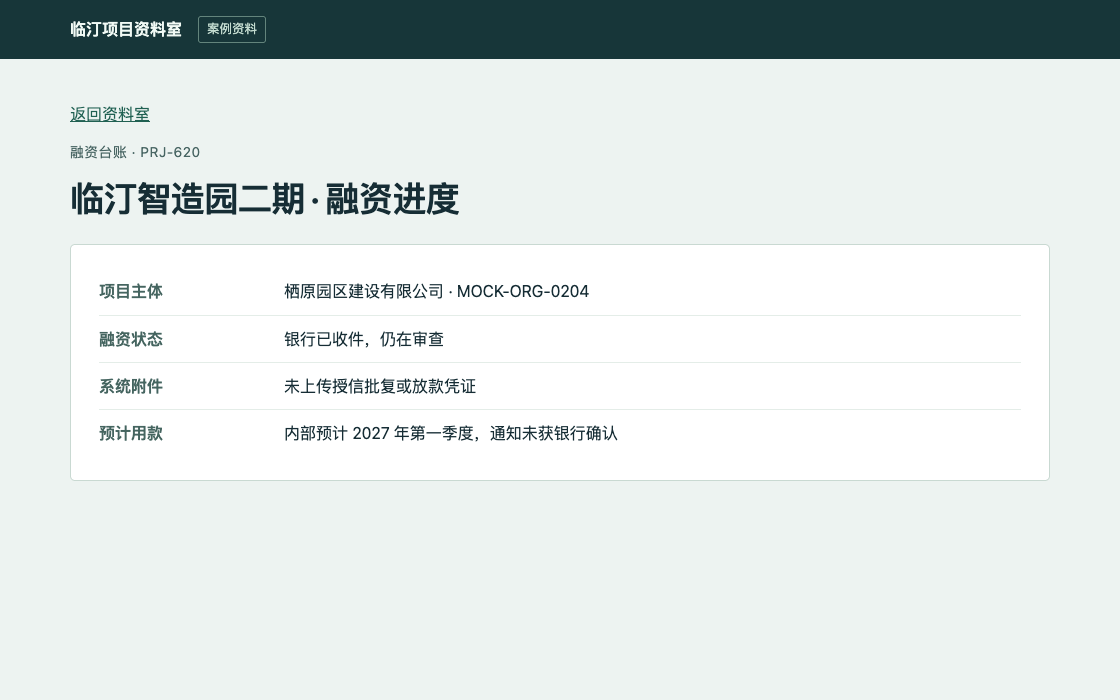 临汀项目资料室 案例资料
返回资料室
融资台账 · PRJ-620
临汀智造园二期 · 融资进度
项目主体 栖原园区建设有限公司 · MOCK-ORG-0204
融资状态 银行已收件，仍在审查
系统附件 未上传授信批复或放款凭证
预计用款 内部预计 2027 年第一季度，通知未获银行确认